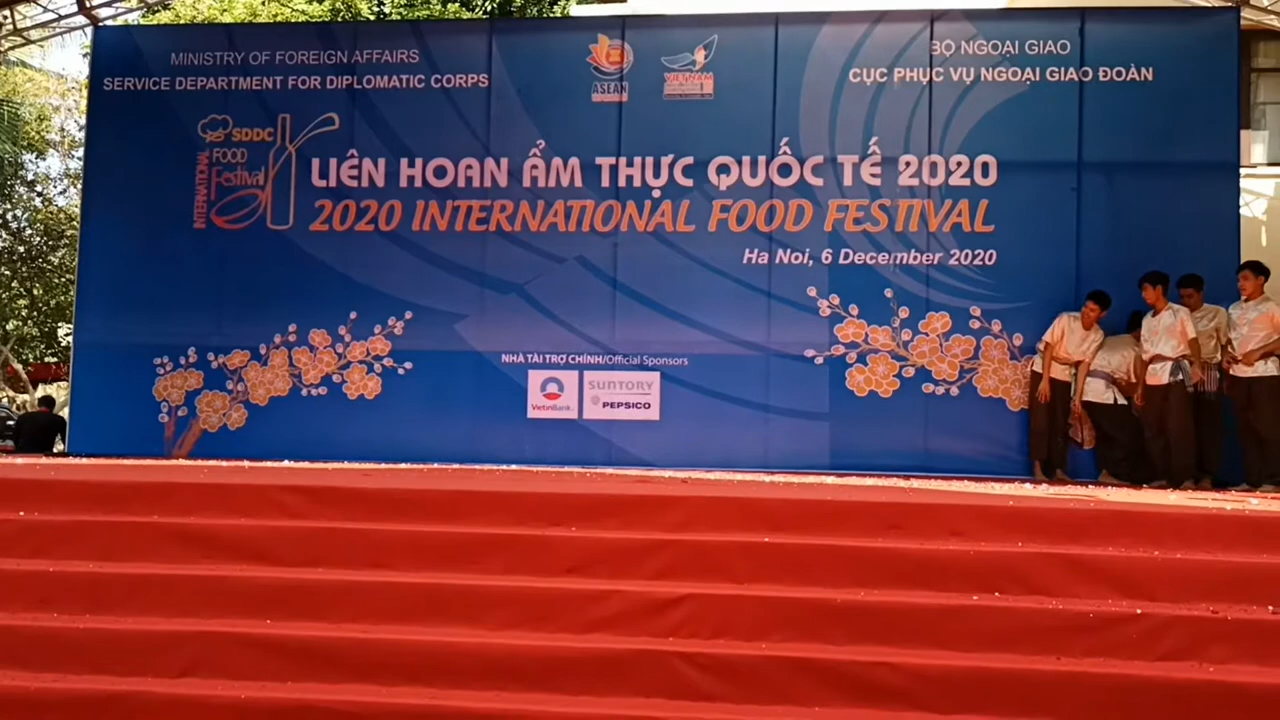 MINISTRY OF FOREIGN AFFAIRS
SERVICE DEPARTMENT FOR DIPLOMATIC CORPS
ASEAN
VIETNAM
BỘ NGOẠI GIAO
CỤC PHỤC VỤ NGOẠI GIAO ĐOÀN
SDDC
INTERNATIONAL
FOOD
Festival
LIÊN HOAN ẨM THỰC QUỐC TẾ 2020
2020 INTERNATIONAL FOOD FESTIVAL
Ha Noi, 6 December 2020
NHÀ TÀI TRỢ CHÍNH/Official Sponsors
VietinBank
SUNTORY
PEPSICO